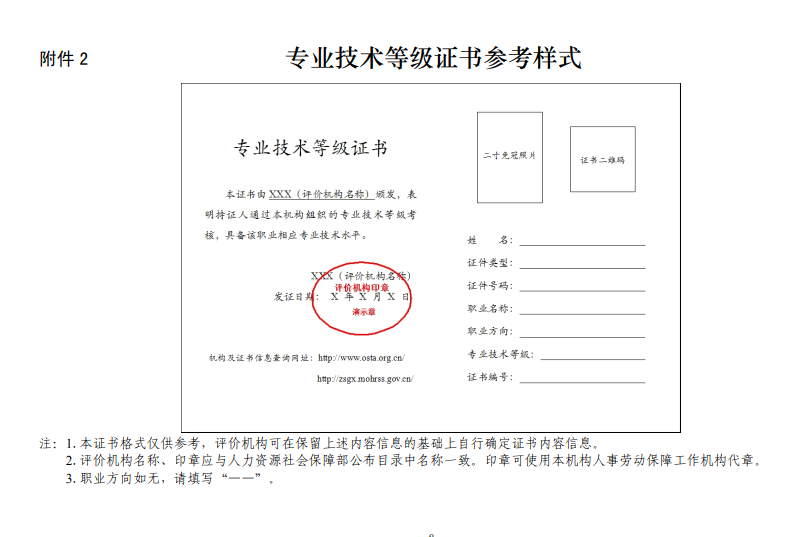 附件 2
专业技术等级证书参考样式
专业技术等级证书
本证书由 XXX（评价机构名称）颁发，表
明持证人通过本机构组织的专业技术等级考
核，具备该职业相应专业技术水平。
XXX（评价机构名称）
评价机构印章
发证日期： X 年 X 月 X 日
演示章
机构及证书信息查询网址：http://www.osta.org.cn/
http://zsgx.mohrss.gov.cn/
二寸免冠照片
证书二维码
姓 名：
证件类型：
证件号码：
职业名称：
职业方向：
专业技术等级：
证书编号：
注： 1. 本证书格式仅供参考，评价机构可在保留上述内容信息的基础上自行确定证书内容信息。
2. 评价机构名称、印章应与人力资源社会保障部公布目录中名称一致。印章可使用本机构人事劳动保障工作机构代章。
3. 职业方向如无，请填写“——”。